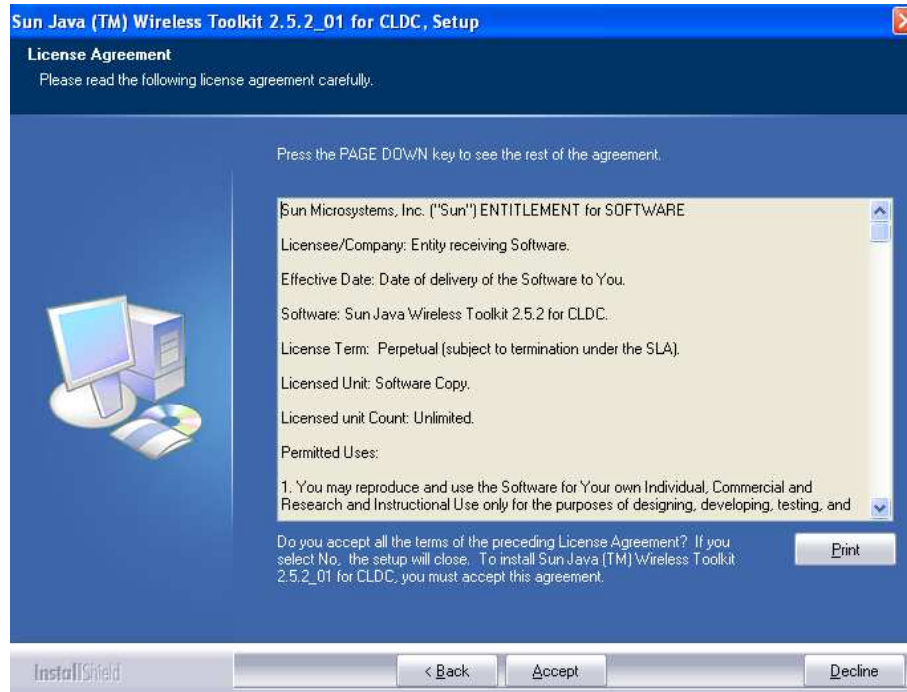 Sun Java (TM) Wireless Toolkit 2.5.2_01 for CLDC, Setup
License Agreement
Please read the following license agreement carefully.
Press the PAGE DOWN key to see the rest of the agreement.
Sun Microsystems, Inc. ("Sun") ENTITLEMENT for SOFTWARE
Licensee/Company: Entity receiving Software.
Effective Date: Date of delivery of the Software to You.
Software: Sun Java Wireless Toolkit 2.5.2 for CLDC.
License Term:  Perpetual (subject to termination under the SLA).
Licensed Unit: Software Copy.
Licensed unit Count: Unlimited.
Permitted Uses:
1. You may reproduce and use the Software for Your own Individual, Commercial and
Research and Instructional Use only for the purposes of designing, developing, testing, and
Do you accept all the terms of the preceding License Agreement?  If you
select No,  the setup will close.  To install Sun Java (TM) Wireless Toolkit
2.5.2_01 for CLDC, you must accept this agreement.
Print
InstallShield
< Back
Accept
Decline